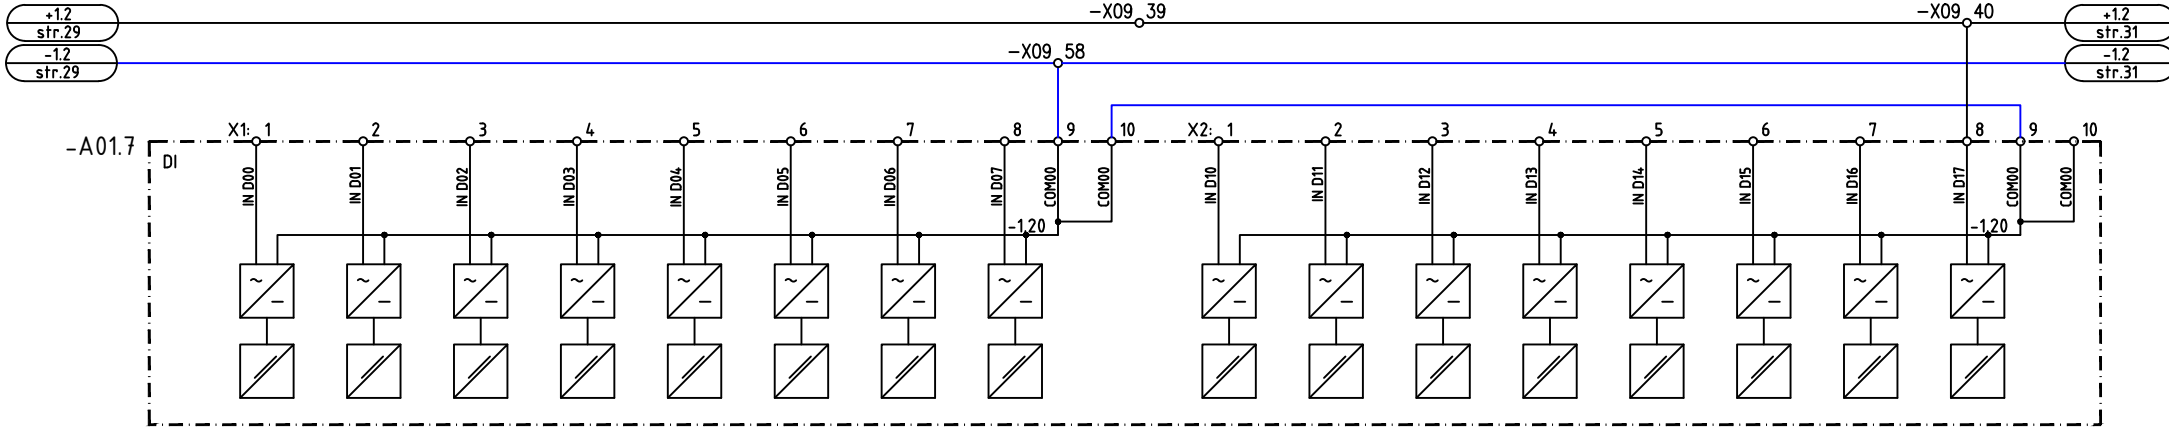 +1.2 -X09 39 -X09 40 +1.2
str.29 str.31
-1.2 -X09 58 -1.2
str.29 str.31
X1: 1 2 3 4 5 6 7 8 9 10 X2: 1 2 3 4 5 6 7 8 9 10
-A01.7
DI
IN D00 IN D01 IN D02 IN D03 IN D04 IN D05 IN D06 IN D07 COM00 COM00 IN D10 IN D11 IN D12 IN D13 IN D14 IN D15 IN D16 IN D17 COM00 COM00
-1.20 -1.20
~ ~ ~ ~ ~ ~ ~ ~ ~ ~ ~ ~ ~ ~ ~ ~
- - - - - - - - - - - - - - - -